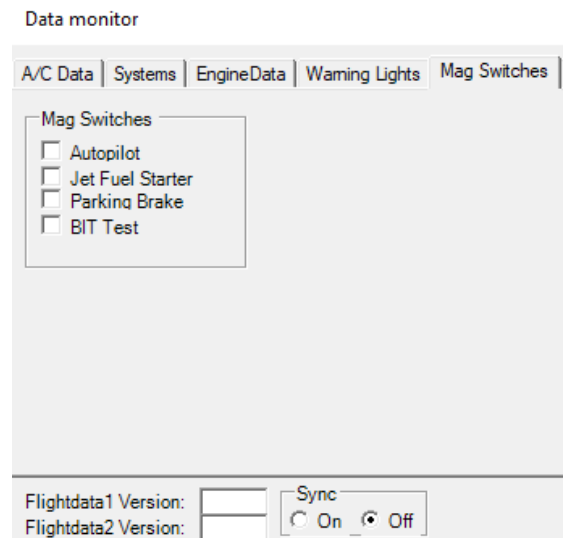 Data monitor
A/C Data Systems EngineData Warning Lights Mag Switches
Mag Switches
Autopilot
Jet Fuel Starter
Parking Brake
BIT Test
Flightdata1 Version:
Flightdata2 Version:
Sync
On Off